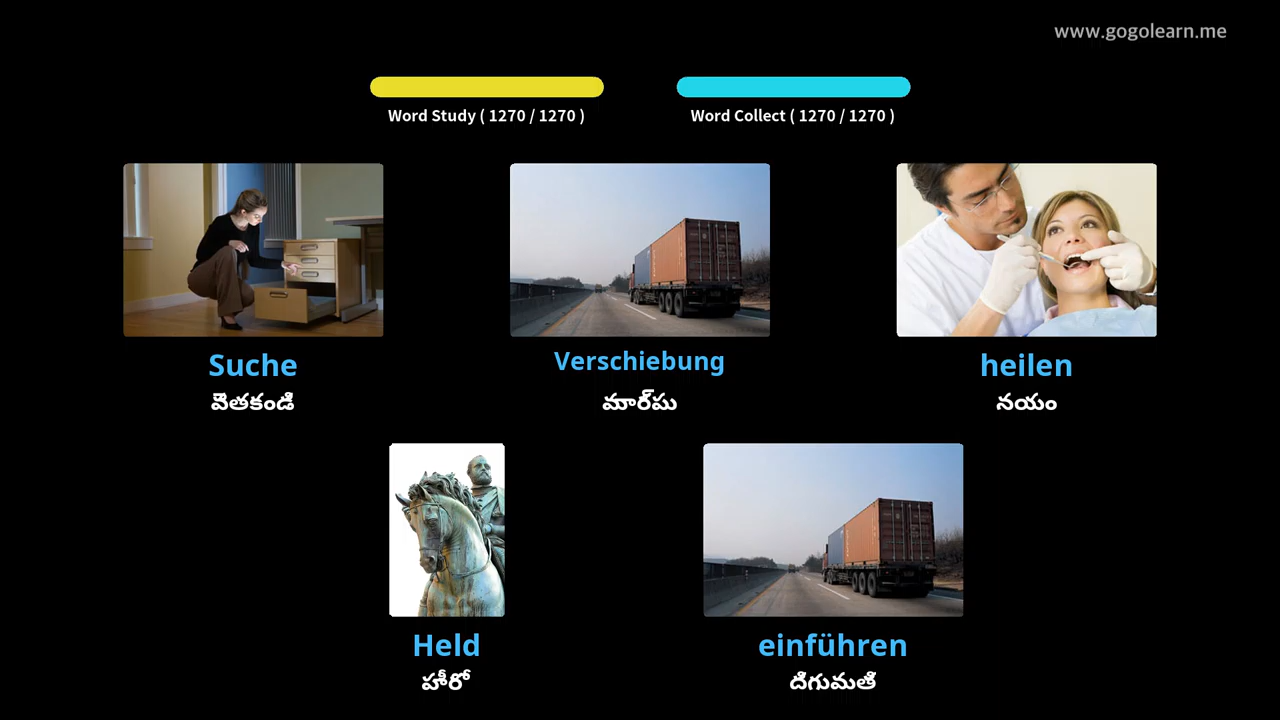 www.gogolearn.me
Word Study ( 1270 / 1270 )
Word Collect ( 1270 / 1270 )
Suche
వెతకండి
Verschiebung
మార్పు
heilen
నయం
Held
హీరో
einführen
దిగుమతి